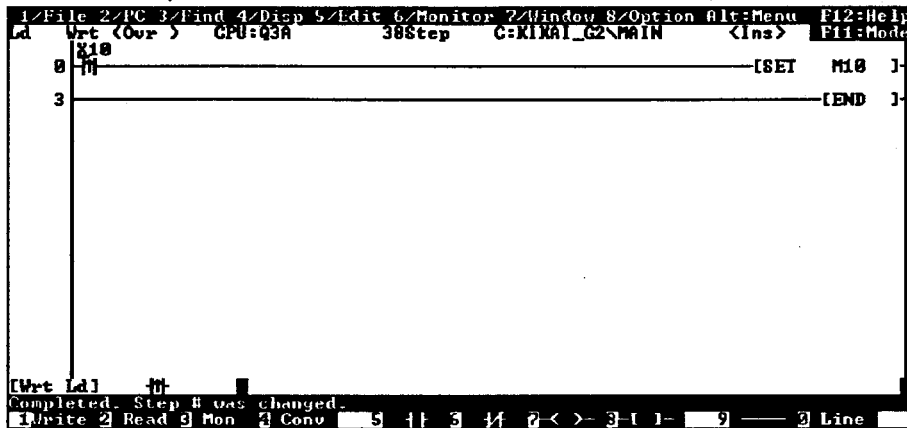 1/File 2/PC 3/Find 4/Disp 5/Edit 6/Monitor 7/Window 8/Option Alt:Menu F12:Help
Ld Wrt <Ovr > CPU:Q3A 38Step C:KIKAI_G2\MAIN <Ins> F11:Mode
X10
0 [SET M10 ]
3 [END ]
[Wrt Ld]
Completed. Step # was changed.
1 Write 2 Read 3 Mon 4 Conv 5 6 7 < > 8 [ ] 9 0 Line